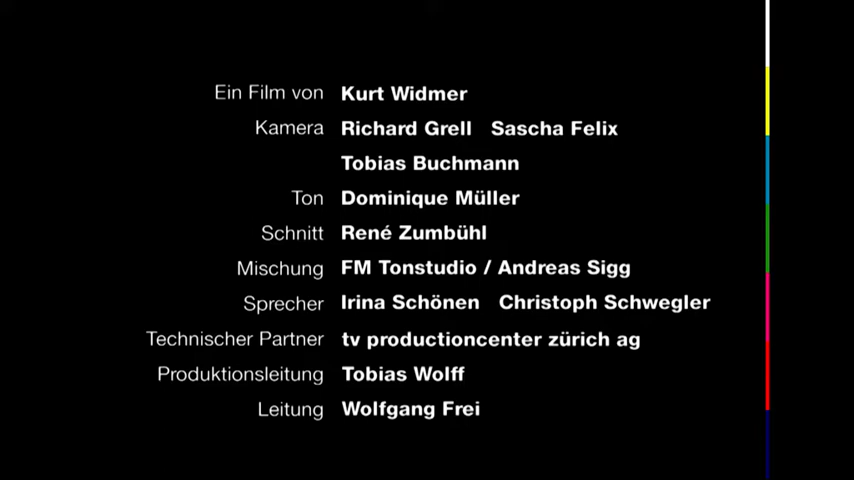 Ein Film von Kurt Widmer
Kamera Richard Grell Sascha Felix
Tobias Buchmann
Ton Dominique Müller
Schnitt René Zumbühl
Mischung FM Tonstudio / Andreas Sigg
Sprecher Irina Schönen Christoph Schwegler
Technischer Partner tv productioncenter zürich ag
Produktionsleitung Tobias Wolff
Leitung Wolfgang Frei